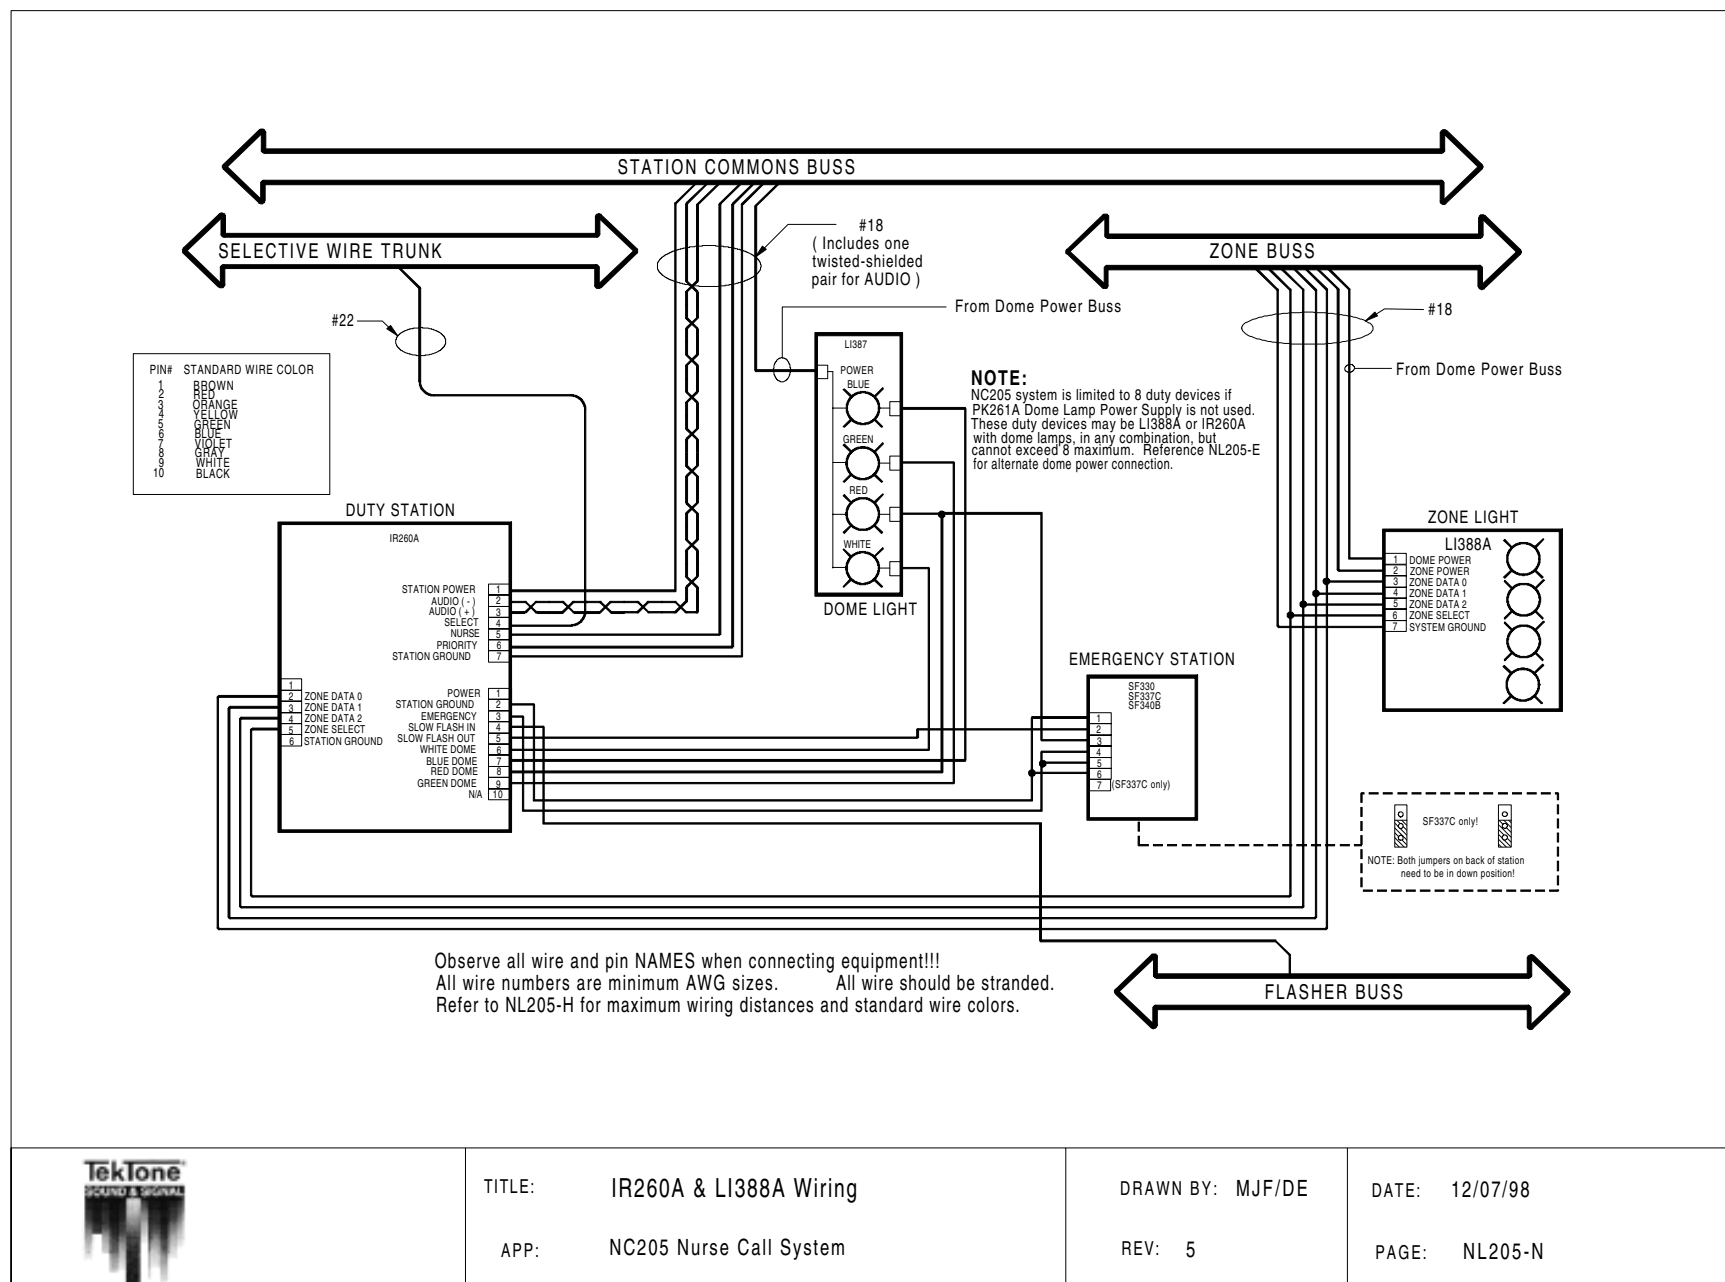 STATION COMMONS BUSS
SELECTIVE WIRE TRUNK
#18
( Includes one
twisted-shielded
pair for AUDIO )
ZONE BUSS
#22
From Dome Power Buss
#18
From Dome Power Buss
PIN# STANDARD WIRE COLOR
1 BROWN
2 RED
3 ORANGE
4 YELLOW
5 GREEN
6 BLUE
7 VIOLET
8 GRAY
9 WHITE
10 BLACK
LI387
POWER
BLUE
GREEN
RED
WHITE
DOME LIGHT
NOTE:
NC205 system is limited to 8 duty devices if
PK261A Dome Lamp Power Supply is not used.
These duty devices may be LI388A or IR260A
with dome lamps, in any combination, but
cannot exceed 8 maximum. Reference NL205-E
for alternate dome power connection.
DUTY STATION
IR260A
STATION POWER 1
AUDIO ( - ) 2
AUDIO ( + ) 3
SELECT 4
NURSE 5
PRIORITY 6
STATION GROUND 7
1
2 ZONE DATA 0
3 ZONE DATA 1
4 ZONE DATA 2
5 ZONE SELECT
6 STATION GROUND
POWER 1
STATION GROUND 2
EMERGENCY 3
SLOW FLASH IN 4
SLOW FLASH OUT 5
WHITE DOME 6
BLUE DOME 7
RED DOME 8
GREEN DOME 9
N/A 10
ZONE LIGHT
LI388A
1 DOME POWER
2 ZONE POWER
3 ZONE DATA 0
4 ZONE DATA 1
5 ZONE DATA 2
6 ZONE SELECT
7 SYSTEM GROUND
EMERGENCY STATION
SF330
SF337C
SF340B
1
2
3
4
5
6
7 (SF337C only)
SF337C only!
NOTE: Both jumpers on back of station
need to be in down position!
Observe all wire and pin NAMES when connecting equipment!!!
All wire numbers are minimum AWG sizes. All wire should be stranded.
Refer to NL205-H for maximum wiring distances and standard wire colors.
FLASHER BUSS
TekTone
SOUND & SIGNAL
TITLE: IR260A & LI388A Wiring
APP: NC205 Nurse Call System
DRAWN BY: MJF/DE
REV: 5
DATE: 12/07/98
PAGE: NL205-N